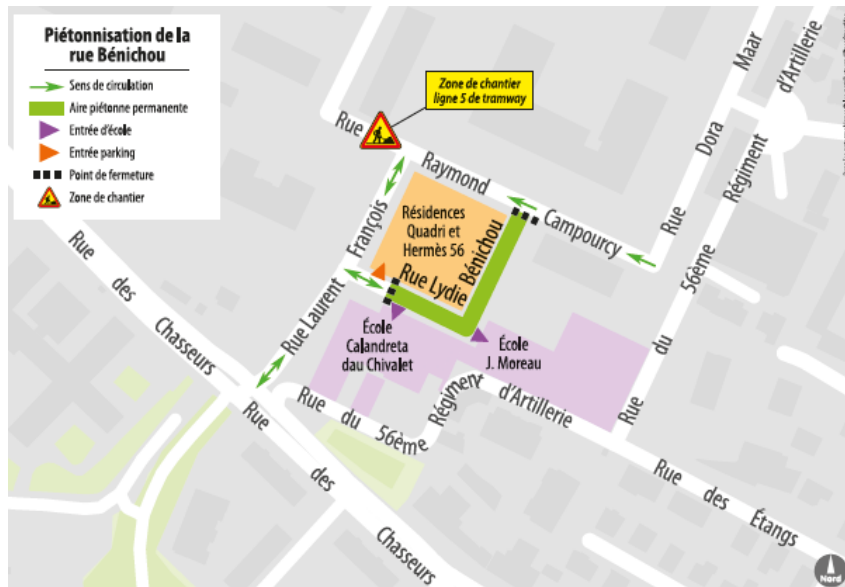 Piétonnisation de la
rue Bénichou
Sens de circulation
Aire piétonne permanente
Entrée d'école
Entrée parking
Point de fermeture
Zone de chantier
Zone de chantier
ligne 5 de tramway
Rue Raymond Campourcy
Rue Dora Maar
Rue du 56ème Régiment d'Artillerie
Rue Laurent François
Résidences
Quadri et
Hermès 56
Rue Lydie Bénichou
École
Calandreta
dau Chivalet
École
J. Moreau
Rue du 56ème Régiment d'Artillerie
Rue des Chasseurs
Rue des Chasseurs
Rue des Étangs
Nord